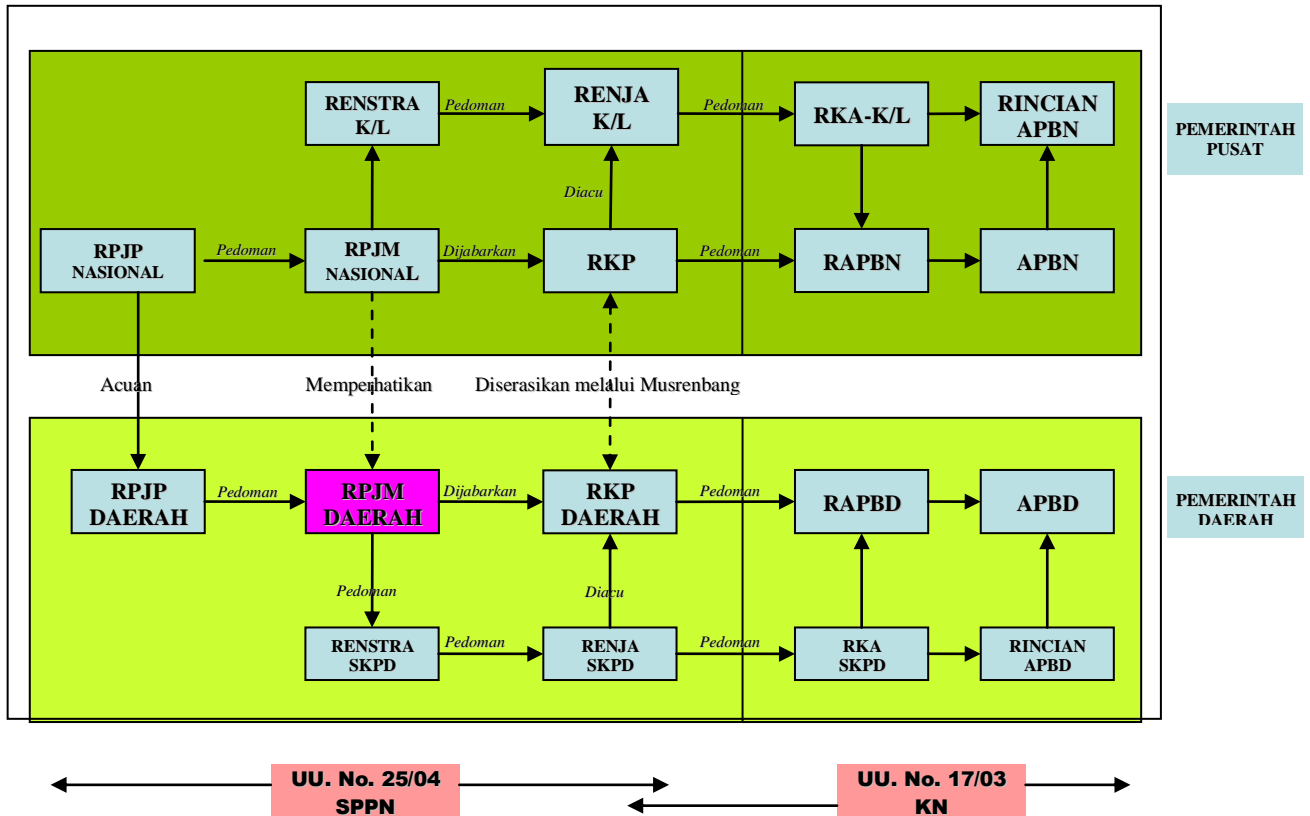 RENSTRA
K/L
Pedoman
RENJA
K/L
Pedoman
RKA-K/L
RINCIAN
APBN
PEMERINTAH
PUSAT
Diacu
RPJP
NASIONAL
Pedoman
RPJM
NASIONAL
Dijabarkan
RKP
Pedoman
RAPBN
APBN
Acuan
Memperhatikan
Diserasikan melalui Musrenbang
RPJP
DAERAH
Pedoman
RPJM
DAERAH
Dijabarkan
RKP
DAERAH
Pedoman
RAPBD
APBD
PEMERINTAH
DAERAH
Pedoman
Diacu
RENSTRA
SKPD
Pedoman
RENJA
SKPD
Pedoman
RKA
SKPD
RINCIAN
APBD
UU. No. 25/04
SPPN
UU. No. 17/03
KN